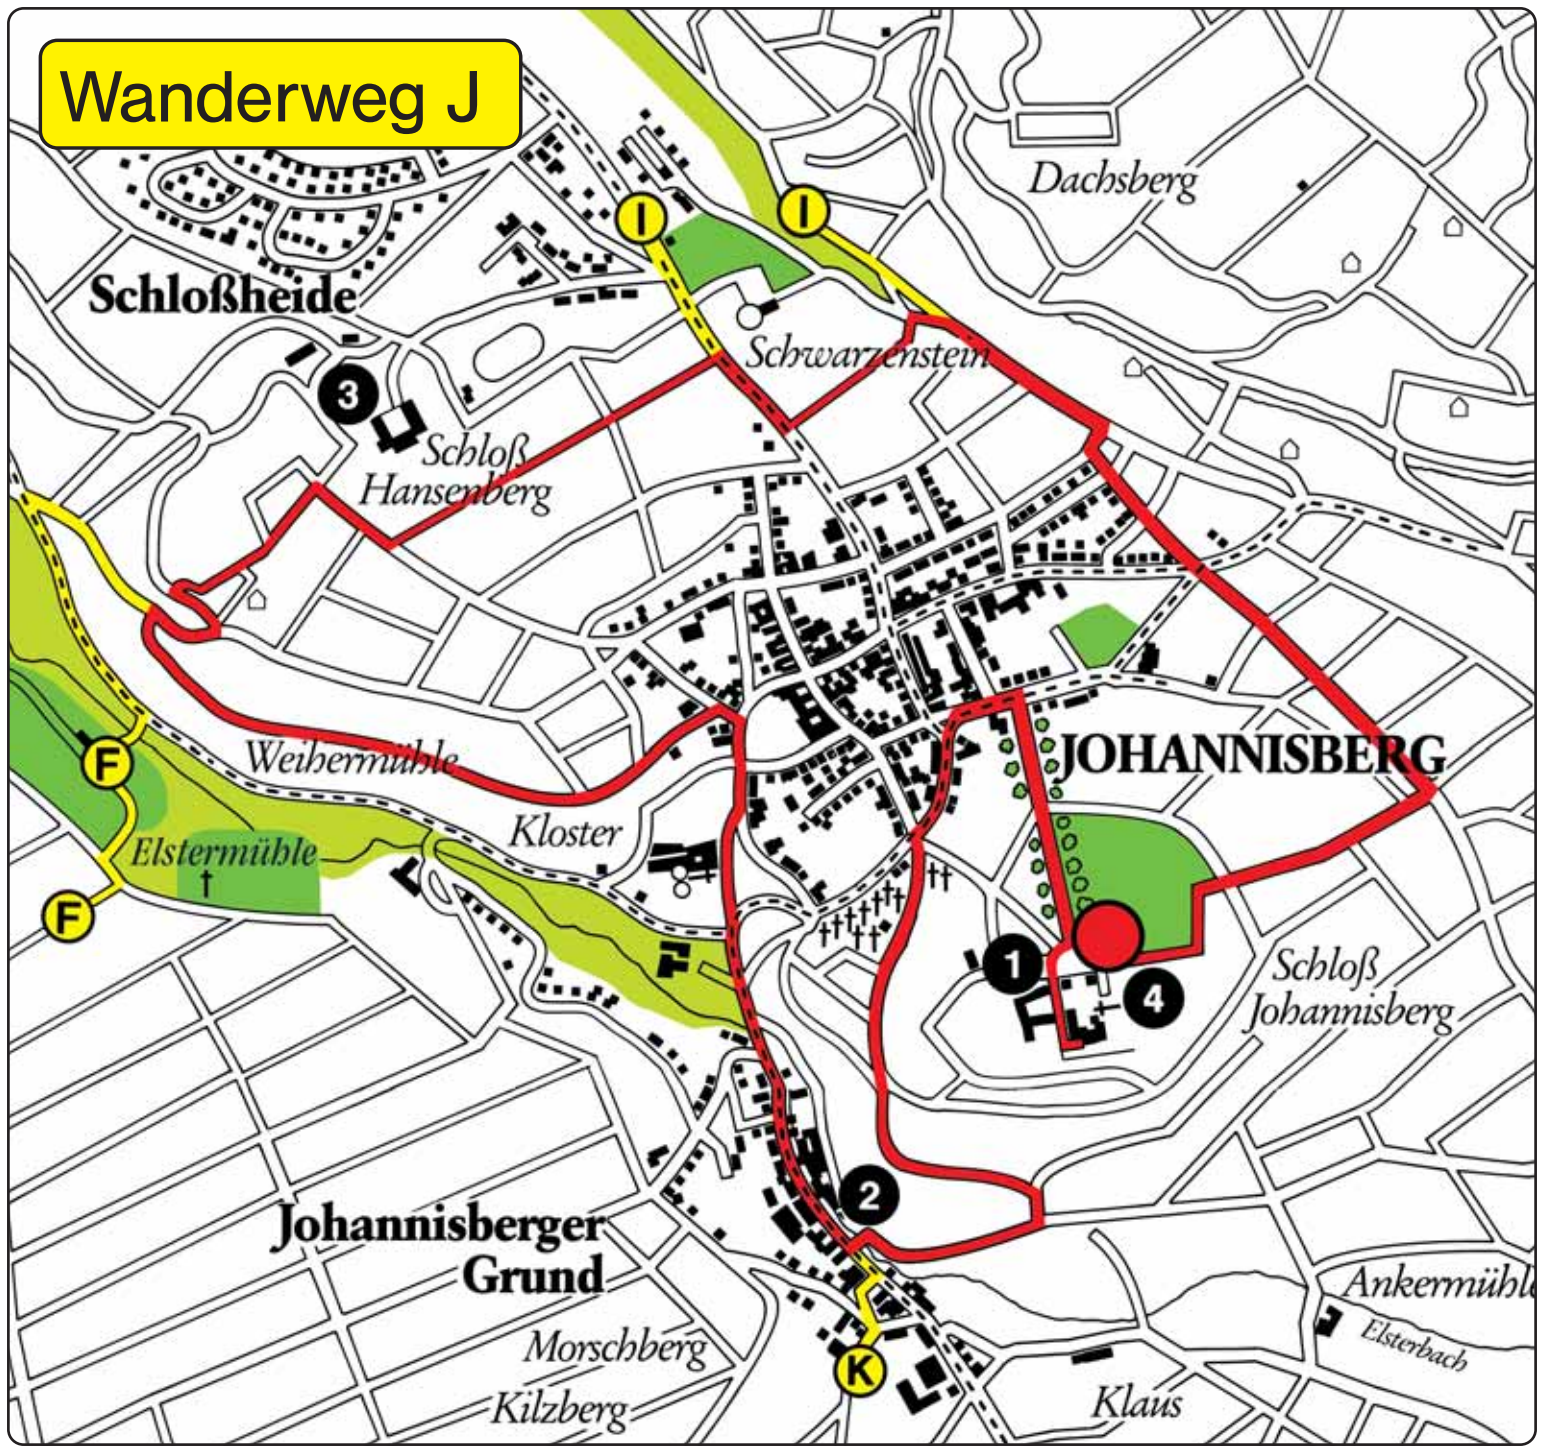 Wanderweg J
Dachsberg
I
I
Schloßheide
Schwarzenstein
3
Schloß
Hansenberg
JOHANNISBERG
Weihermühle
F
Kloster
Elstermühle
F
1
4
Schloß
Johannisberg
2
Johannisberger
Grund
Ankermühle
Elsterbach
Morschberg
K
Kilzberg
Klaus